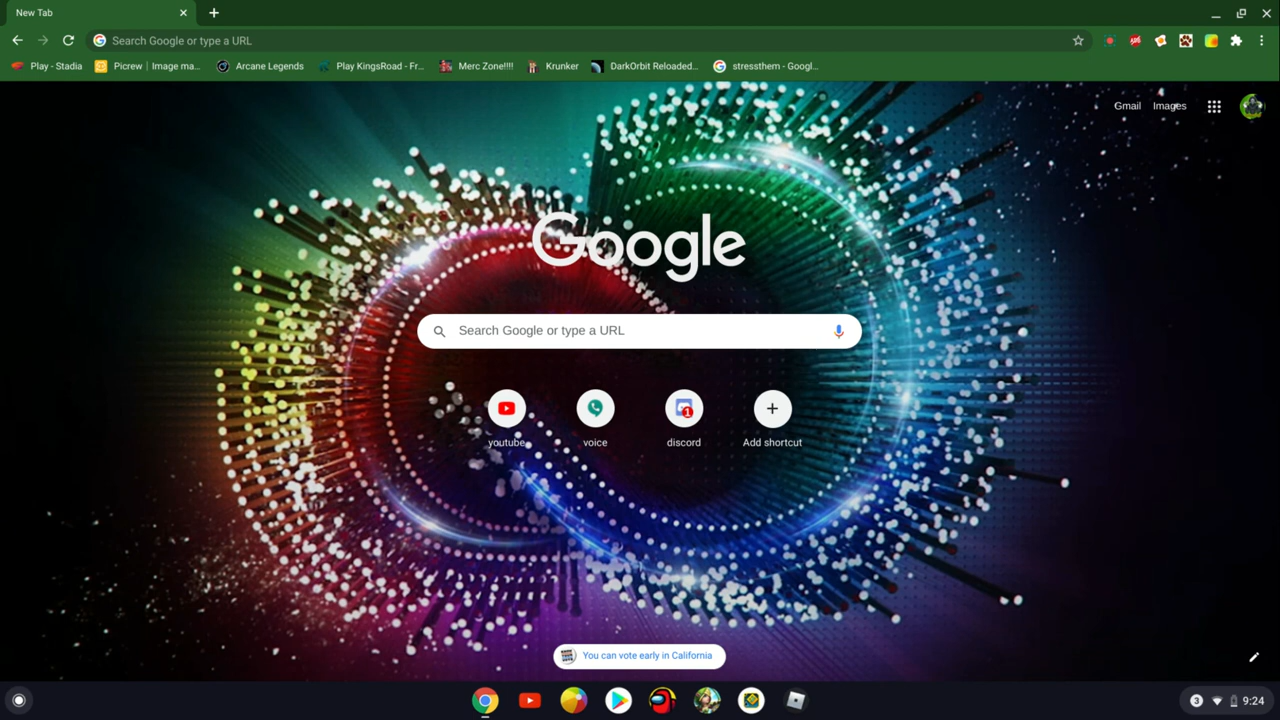 New Tab
Search Google or type a URL
Play - Stadia
Picrew | Image ma...
Arcane Legends
Play KingsRoad - Fr...
Merc Zone!!!!
Krunker
DarkOrbit Reloaded...
stressthem - Googl...
Gmail
Images
Google
Search Google or type a URL
youtube
voice
1
discord
Add shortcut
You can vote early in California
3
9:24